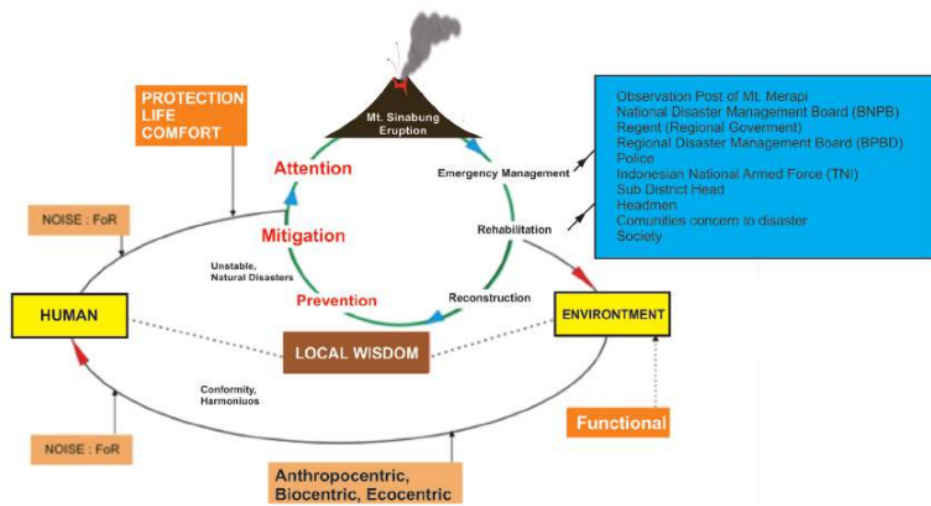 PROTECTION
LIFE
COMFORT
Mt. Sinabung
Eruption
Observation Post of Mt. Merapi
National Disaster Management Board (BNPB)
Regent (Regional Goverment)
Regional Disaster Management Board (BPBD)
Police
Indonesian National Armed Force (TNI)
Sub District Head
Headmen
Comunities concern to disaster
Society
Attention
Emergency Management
NOISE : FoR
Mitigation
Rehabilitation
Unstable,
Natural Disasters
Prevention
Reconstruction
HUMAN
ENVIRONTMENT
LOCAL WISDOM
Conformity,
Harmoniuos
Functional
NOISE : FoR
Anthropocentric,
Biocentric, Ecocentric